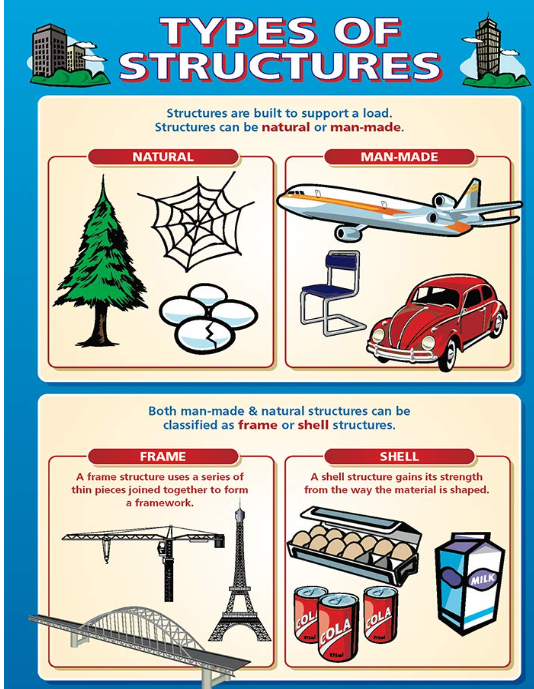 TYPES OF
STRUCTURES
Structures are built to support a load.
Structures can be natural or man-made.
NATURAL
MAN-MADE
Both man-made & natural structures can be
classified as frame or shell structures.
FRAME
A frame structure uses a series of
thin pieces joined together to form
a framework.
SHELL
A shell structure gains its strength
from the way the material is shaped.
MILK
COLA
COLA
COLA